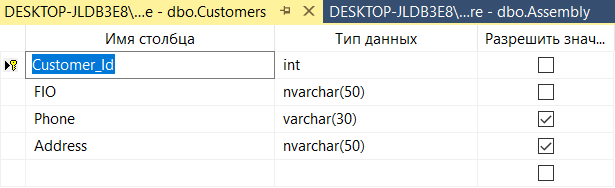 DESKTOP-JLDB3E8\...e - dbo.Customers DESKTOP-JLDB3E8\...re - dbo.Assembly
Имя столбца Тип данных Разрешить знач...
Customer_Id int
FIO nvarchar(50)
Phone varchar(30)
Address nvarchar(50)